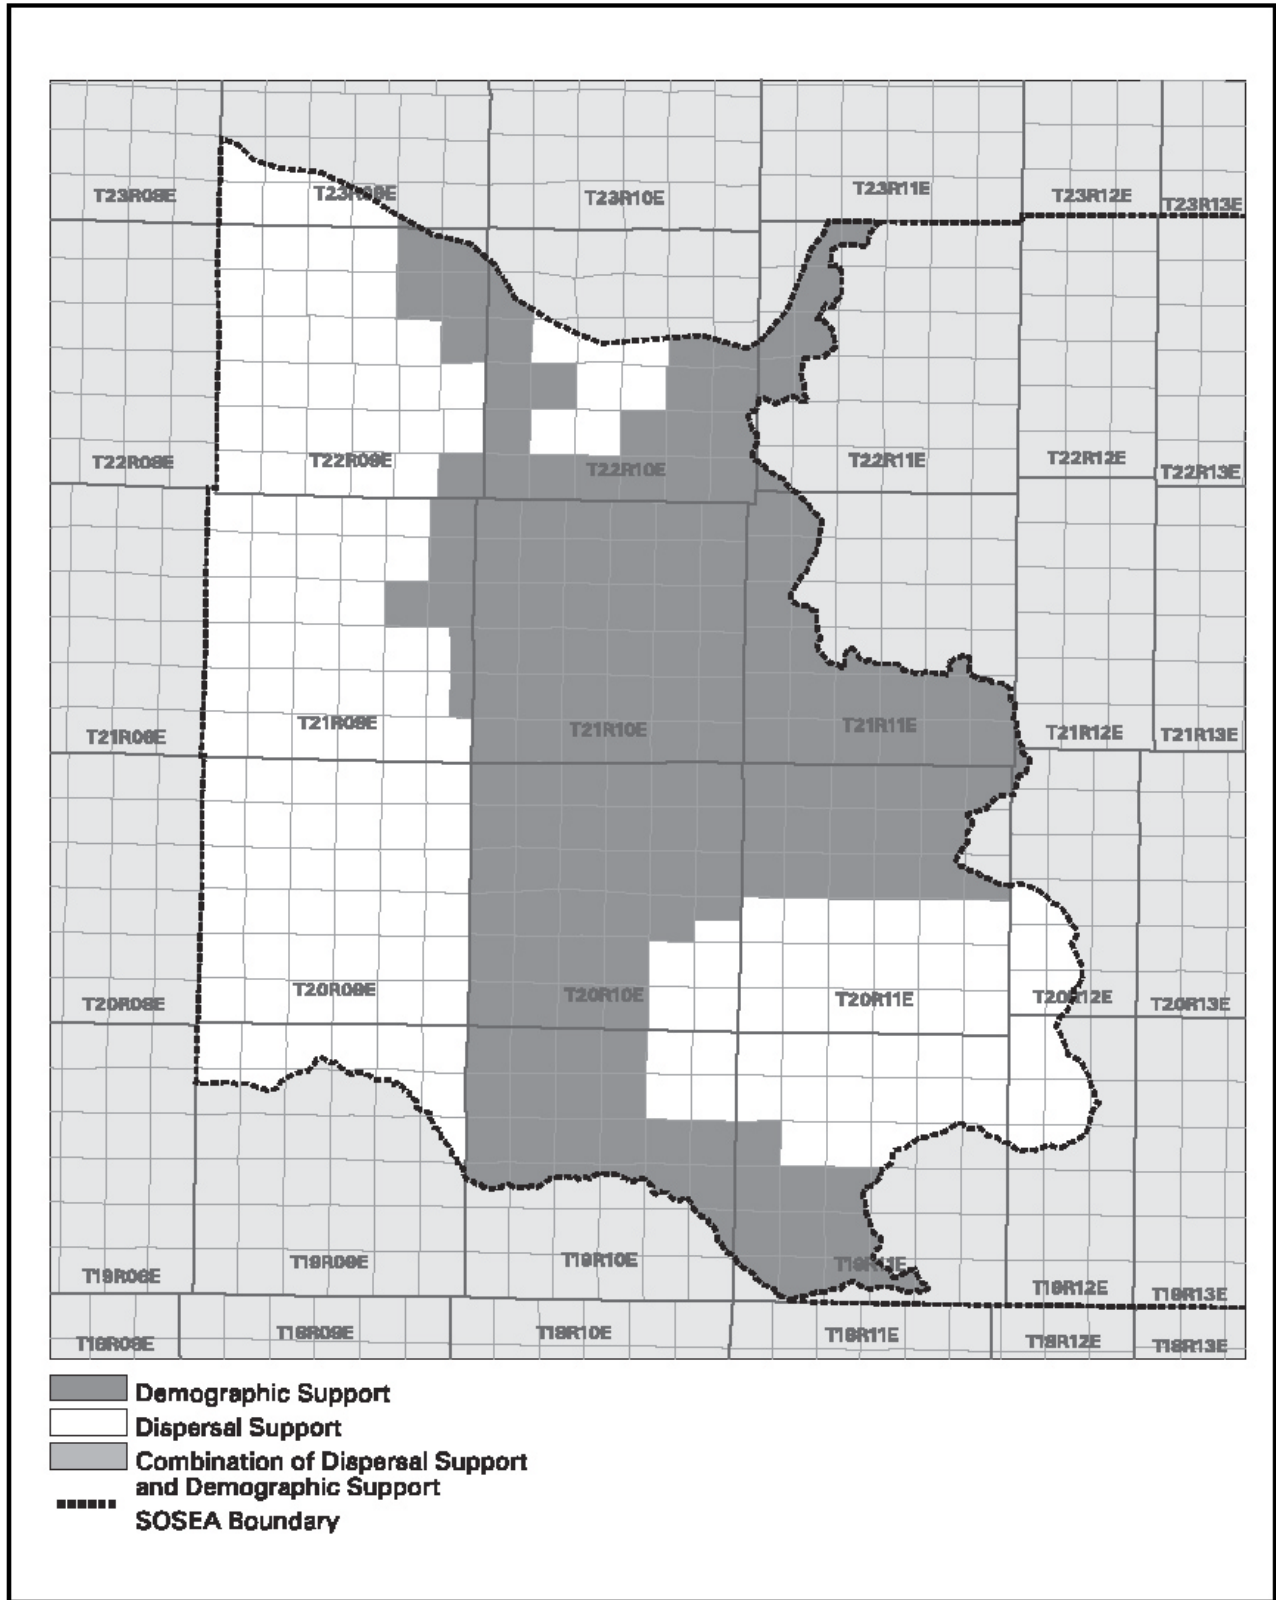 T23R08E
T23R09E
T23R10E
T23R11E
T23R12E
T23R13E
T22R08E
T22R09E
T22R10E
T22R11E
T22R12E
T22R13E
T21R08E
T21R09E
T21R10E
T21R11E
T21R12E
T21R13E
T20R08E
T20R09E
T20R10E
T20R11E
T20R12E
T20R13E
T19R08E
T19R09E
T19R10E
T19R11E
T19R12E
T19R13E
T18R08E
T18R09E
T18R10E
T18R11E
T18R12E
T18R13E
Demographic Support
Dispersal Support
Combination of Dispersal Support
and Demographic Support
SOSEA Boundary